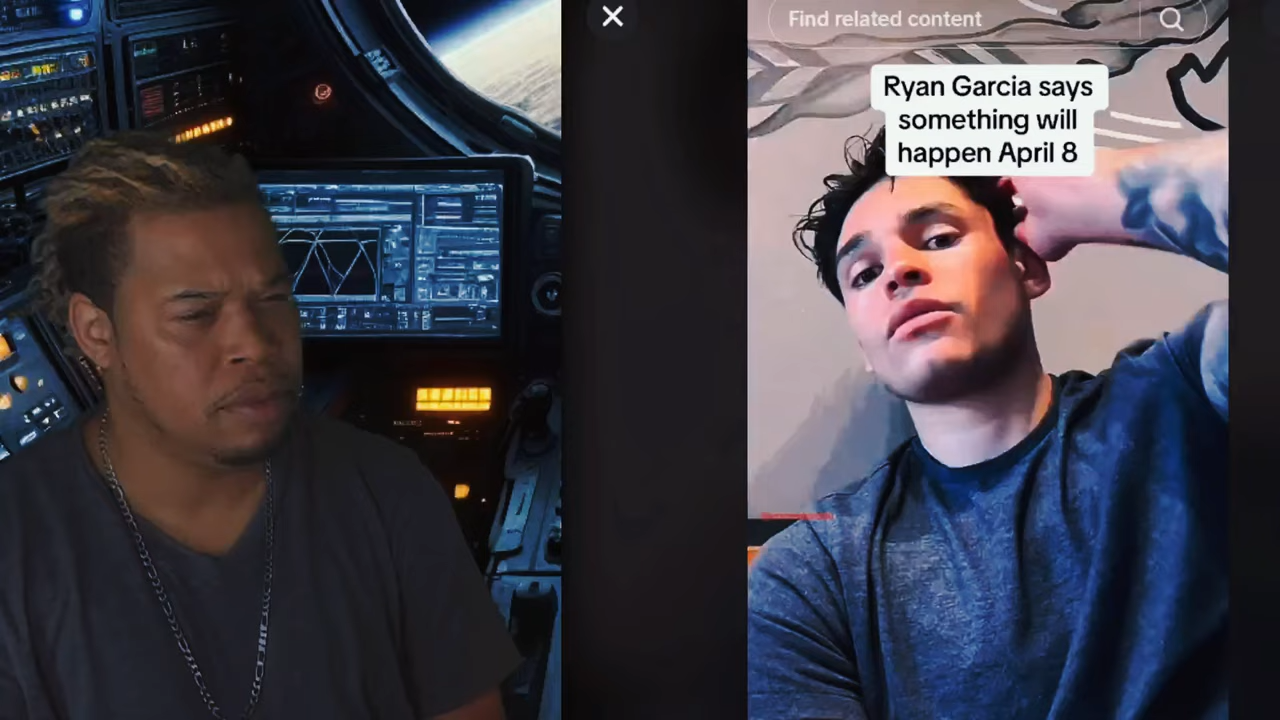 Find related content
Ryan Garcia says
something will
happen April 8